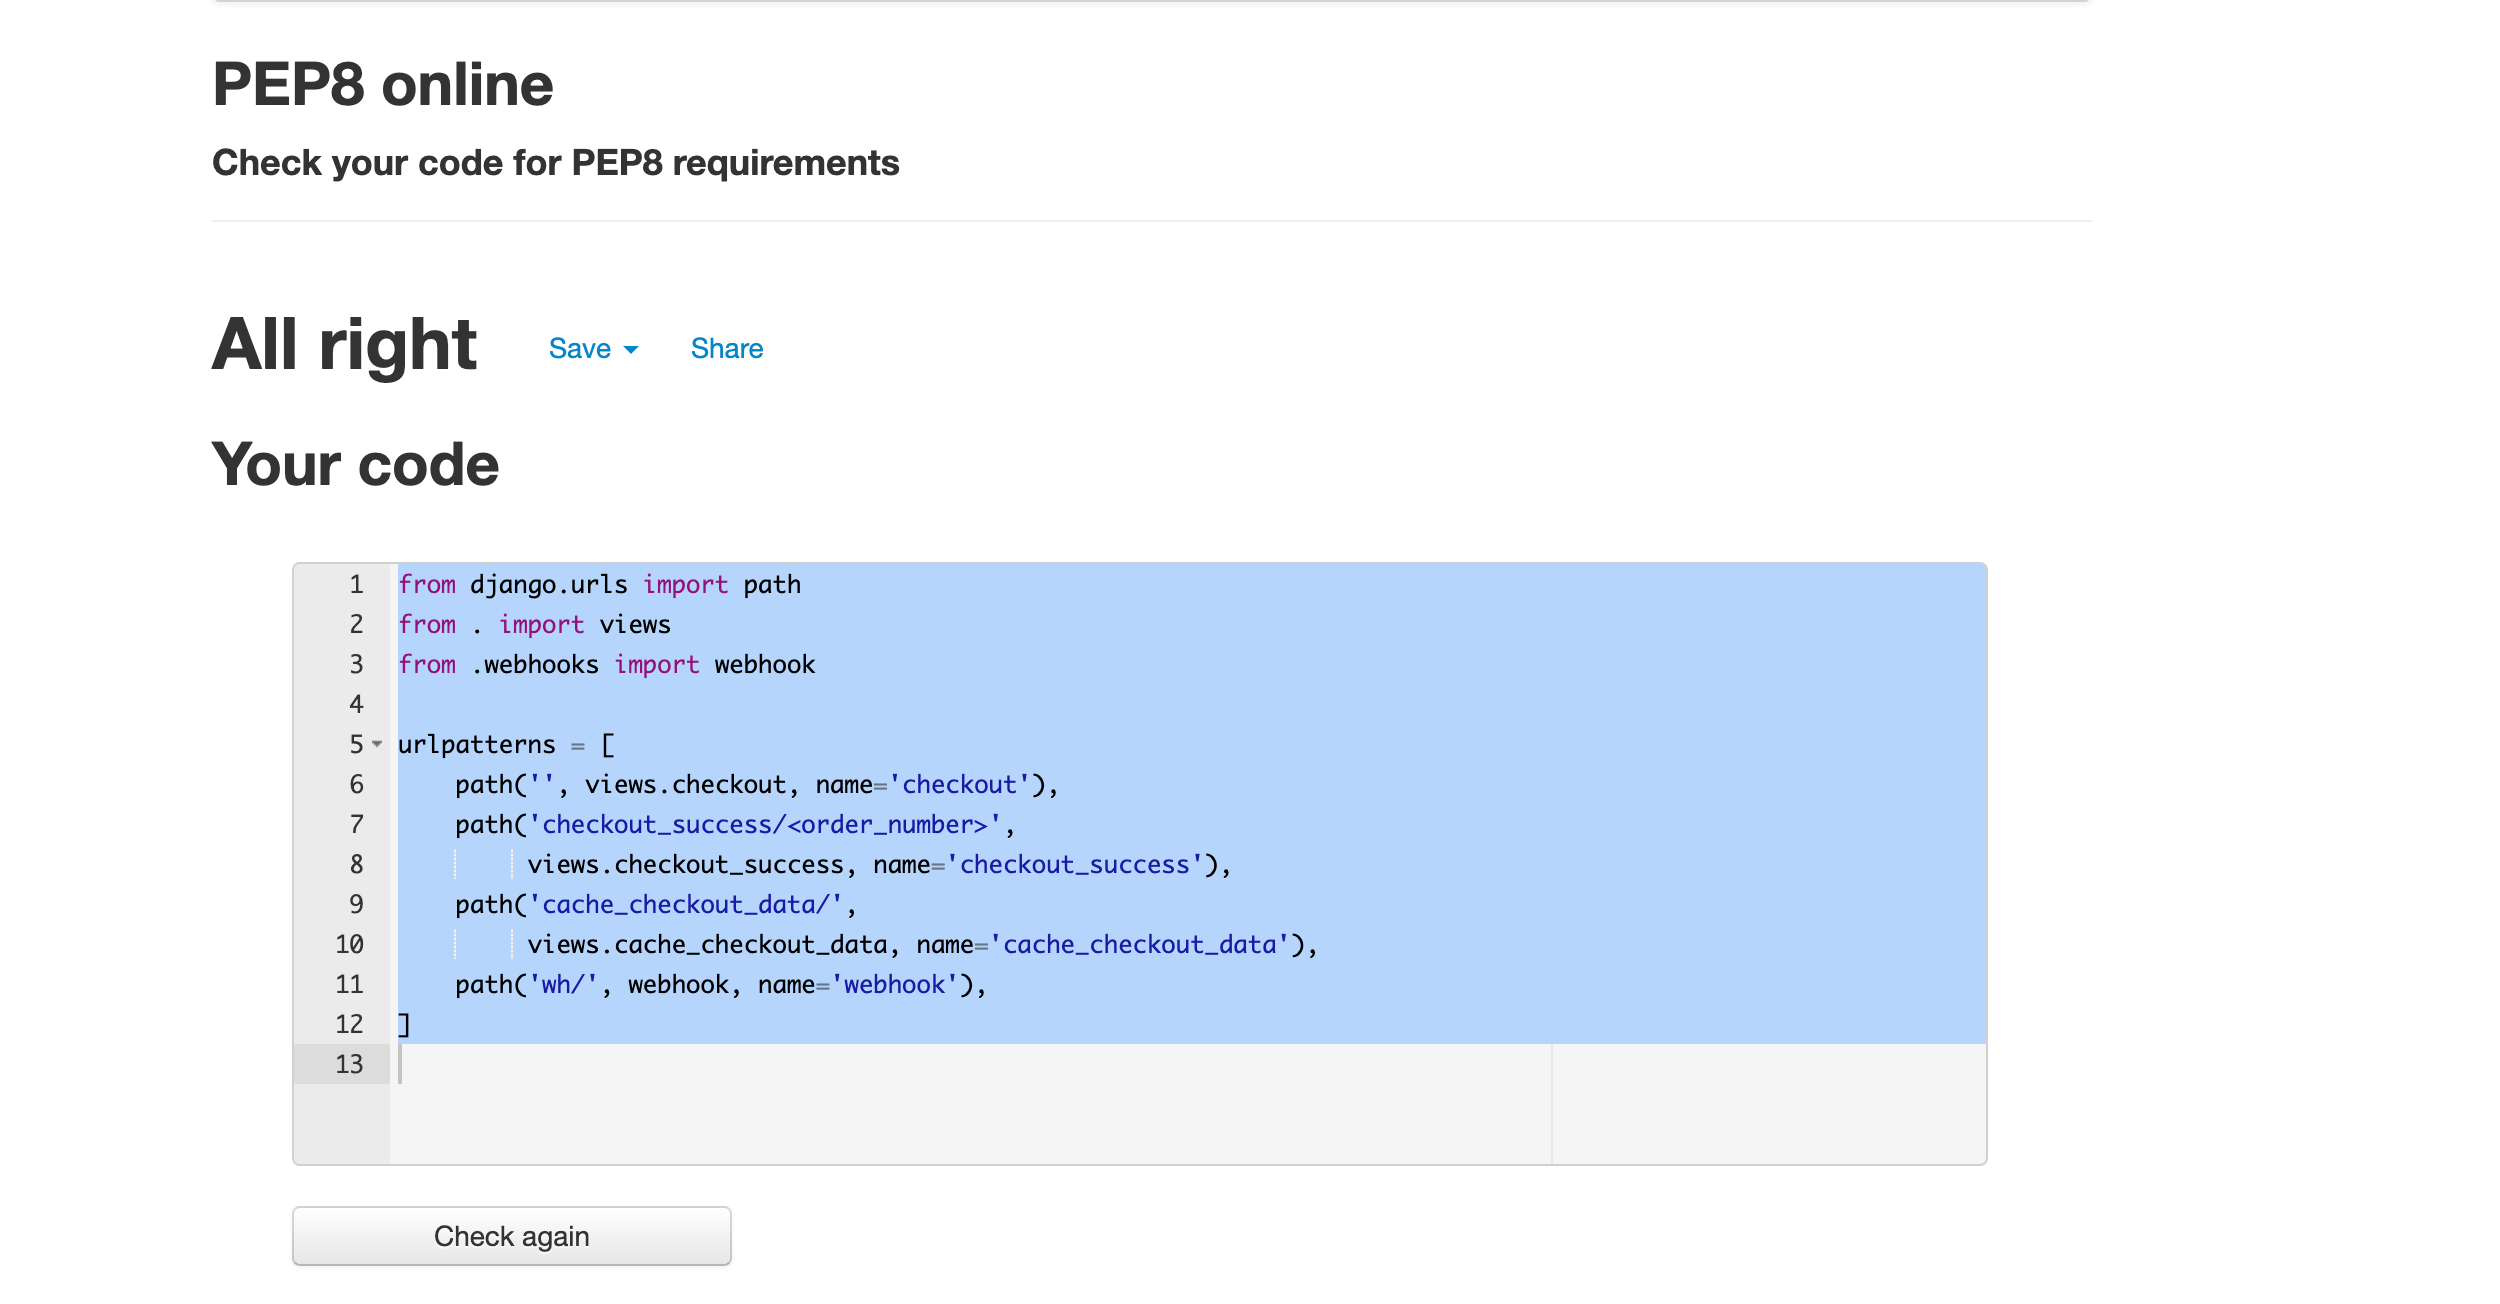 PEP8 online
Check your code for PEP8 requirements
All right Save Share
Your code
1 from django.urls import path
2 from . import views
3 from .webhooks import webhook
4
5 urlpatterns = [
6     path('', views.checkout, name='checkout'),
7     path('checkout_success/<order_number>',
8          views.checkout_success, name='checkout_success'),
9     path('cache_checkout_data/',
10          views.cache_checkout_data, name='cache_checkout_data'),
11     path('wh/', webhook, name='webhook'),
12 ]
13
Check again